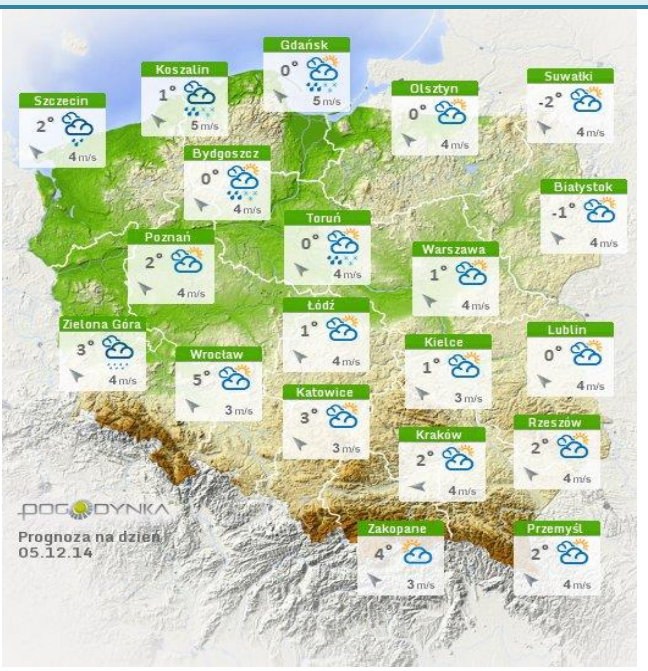 Gdańsk
0°
5 m/s
Koszalin
1°
5 m/s
Suwałki
-2°
4 m/s
Olsztyn
0°
4 m/s
Szczecin
2°
4 m/s
Bydgoszcz
0°
4 m/s
Białystok
-1°
4 m/s
Toruń
0°
4 m/s
Poznań
2°
4 m/s
Warszawa
1°
4 m/s
Łódź
1°
4 m/s
Zielona Góra
3°
4 m/s
Lublin
0°
4 m/s
Kielce
1°
3 m/s
Wrocław
5°
3 m/s
Katowice
3°
3 m/s
Rzeszów
2°
4 m/s
Kraków
2°
4 m/s
POGODYNKA
Prognoza na dzień
05.12.14
Zakopane
4°
3 m/s
Przemyśl
2°
4 m/s